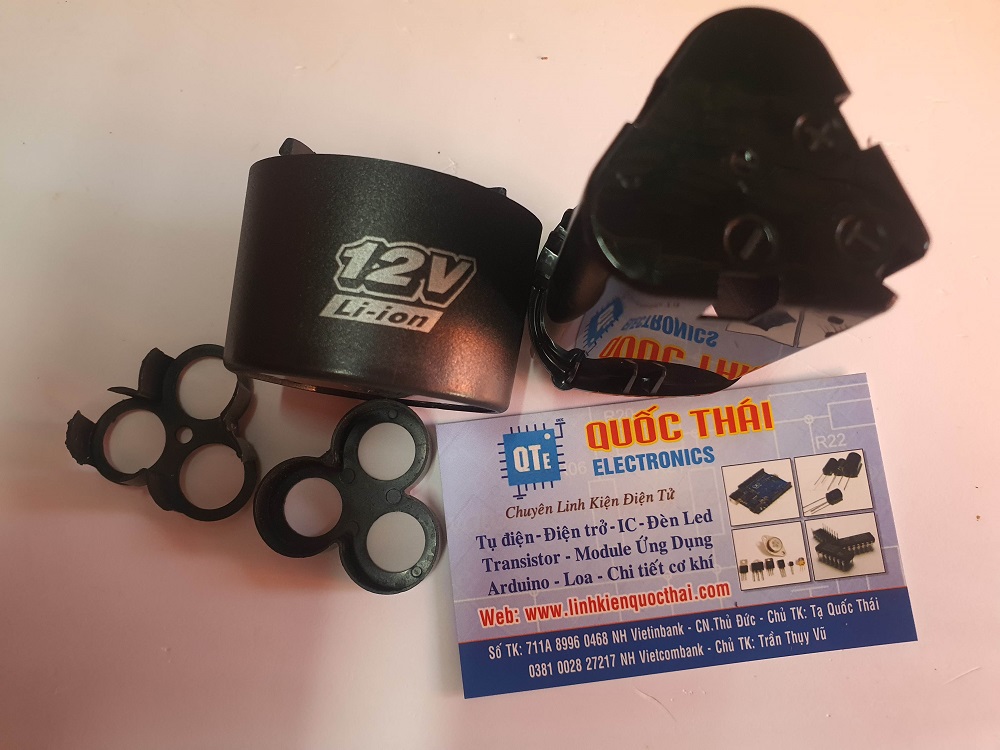 12V
Li-ion
+
-
T
QTE
QUỐC THÁI
ELECTRONICS
R22
Chuyên Linh Kiện Điện Tử
Tụ điện - Điện trở - IC - Đèn Led
Transistor - Module Ứng Dụng
Arduino - Loa - Chi tiết cơ khí
Web: www.linhkienquocthai.com
Số TK: 711A 8996 0468 NH Vietinbank - CN.Thủ Đức - Chủ TK: Tạ Quốc Thái
0381 0028 27217 NH Vietcombank - Chủ TK: Trần Thụy Vũ